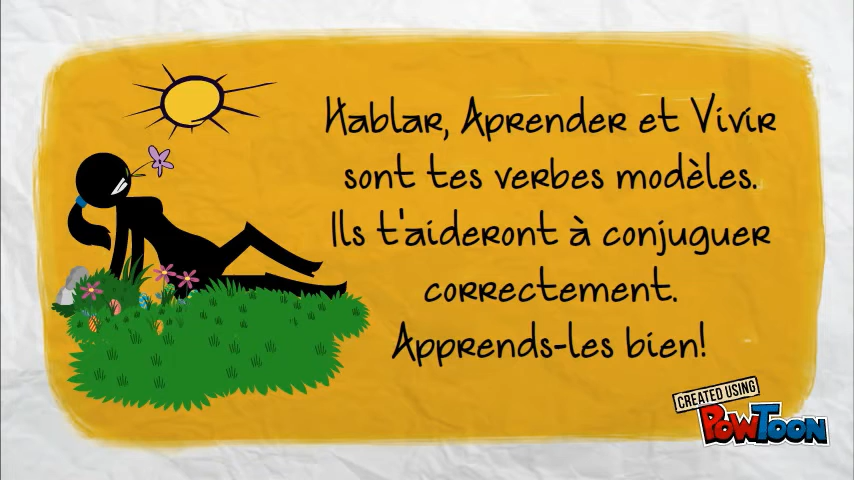 Hablar, Aprender et Vivir
sont tes verbes modèles.
Ils t'aideront à conjuguer
correctement.
Apprends-les bien!
CREATED USING
POWTOON